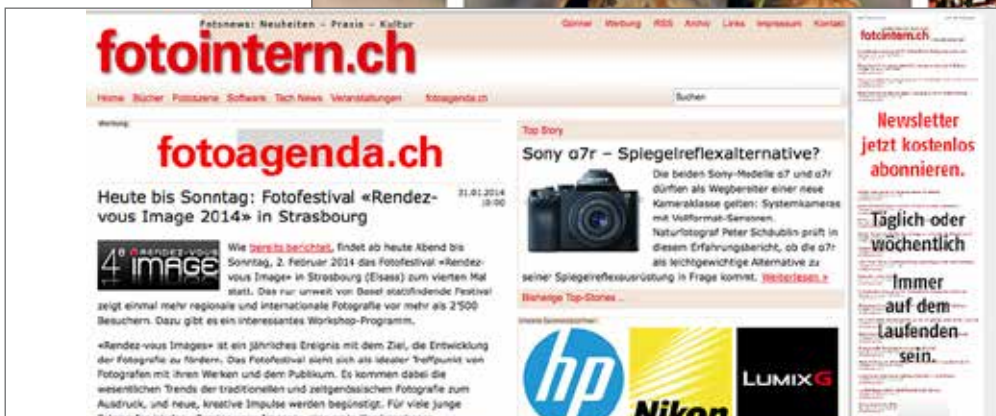 Fotonews: Neuheiten – Praxis – Kultur
fotointern.ch
Gönner Werbung RSS Archiv Links Impressum Kontakt
Home Bücher Fotoszene Software Tech News Veranstaltungen fotoagenda.ch
Suchen
Werbung:
fotoagenda.ch
Heute bis Sonntag: Fotofestival «Rendez-
vous Image 2014» in Strasbourg
31.01.2014
10:00
4e RENDEZ-VOUS
IMAGE
Wie bereits berichtet, findet ab heute Abend bis
Sonntag, 2. Februar 2014 das Fotofestival «Rendez-
vous Image» in Strasbourg (Elsass) zum vierten Mal
statt. Das nur unweit von Basel stattfindende Festival
zeigt einmal mehr regionale und internationale Fotografie vor mehr als 2'500
Besuchern. Dazu gibt es ein interessantes Workshop-Programm.
«Rendez-vous Images» ist ein jährliches Ereignis mit dem Ziel, die Entwicklung
der Fotografie zu fördern. Das Fotofestival sieht sich als idealer Treffpunkt von
Fotografen mit ihren Werken und dem Publikum. Es kommen dabei die
wesentlichen Trends der traditionellen und zeitgenössischen Fotografie zum
Ausdruck, und neue, kreative Impulse werden begünstigt. Für viele junge
Top Story
Sony α7r – Spiegelreflexalternative?
Die beiden Sony-Modelle α7 und α7r
dürften als Wegbereiter einer neue
Kameraklasse gelten: Systemkameras
mit Vollformat-Sensoren.
Naturfotograf Peter Schäublin prüft in
diesem Erfahrungsbericht, ob die α7r
als leichtgewichtige Alternative zu
seiner Spiegelreflexausrüstung in Frage kommt. Weiterlesen »
Bisherige Top-Stories ...
hp
Nikon
LUMIX G
fotointern.ch
Newsletter
jetzt kostenlos
abonnieren.
Täglich oder
wöchentlich
Immer
auf dem
Laufenden
sein.